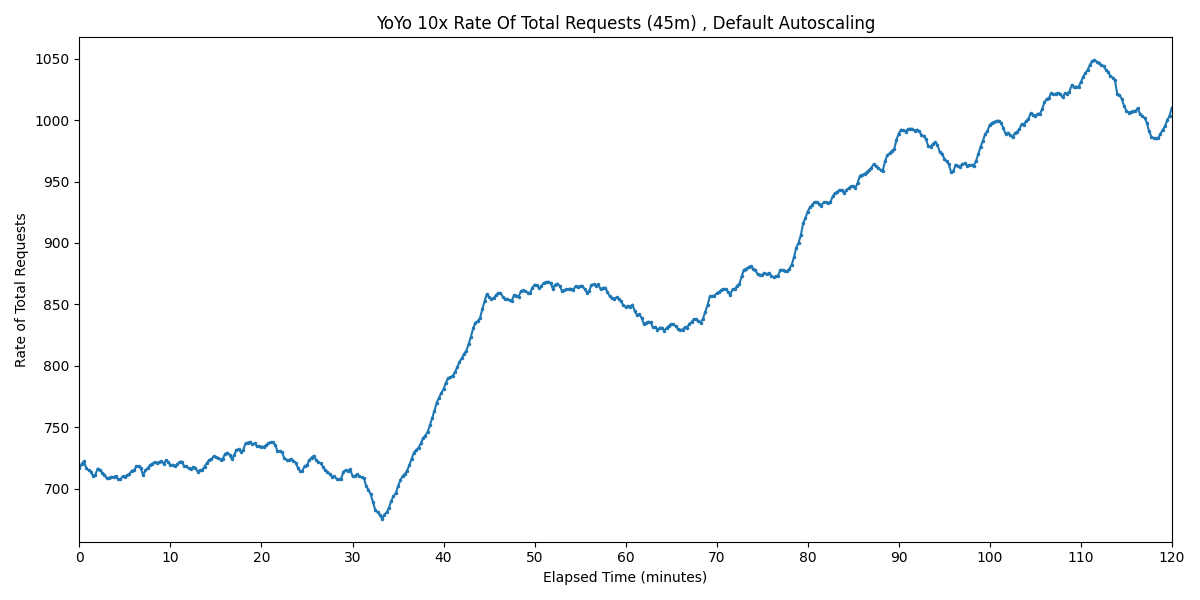 YoYo 10x Rate Of Total Requests (45m) , Default Autoscaling
1050
1000
950
900
850
800
750
700
Rate of Total Requests
0 10 20 30 40 50 60 70 80 90 100 110 120
Elapsed Time (minutes)